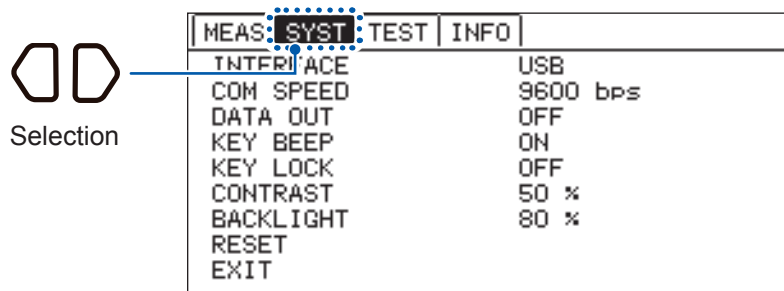 MEAS SYST TEST INFO
INTERFACE USB
COM SPEED 9600 bps
DATA OUT OFF
KEY BEEP ON
KEY LOCK OFF
CONTRAST 50 %
BACKLIGHT 80 %
RESET
EXIT
Selection